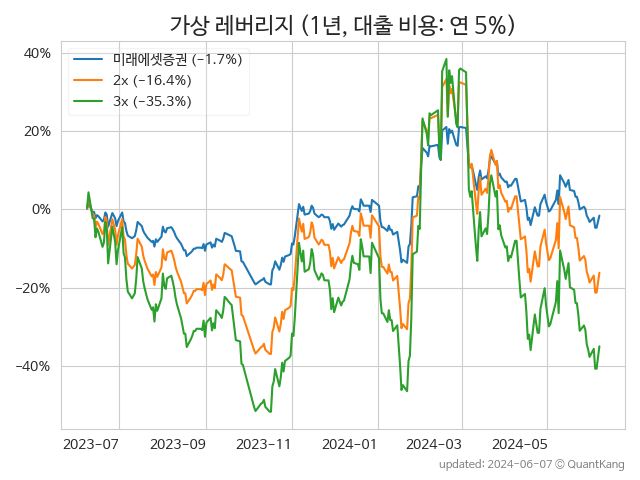 가상 레버리지 (1년, 대출 비용: 연 5%)
미래에셋증권 (−1.7%)
2x (−16.4%)
3x (−35.3%)
40%
20%
0%
−20%
−40%
2023-07 2023-09 2023-11 2024-01 2024-03 2024-05
updated: 2024-06-07 © QuantKang